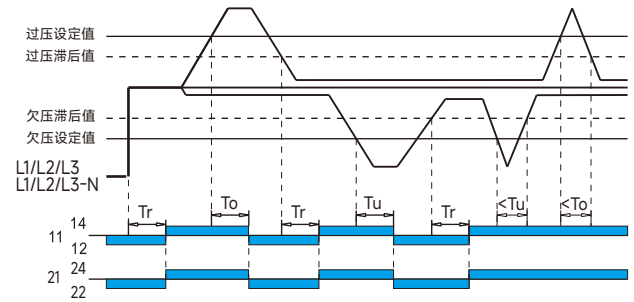 过压设定值
过压滞后值
欠压滞后值
欠压设定值
L1/L2/L3
L1/L2/L3-N
Tr To Tr Tu Tr <Tu <To
14
11
12
24
21
22